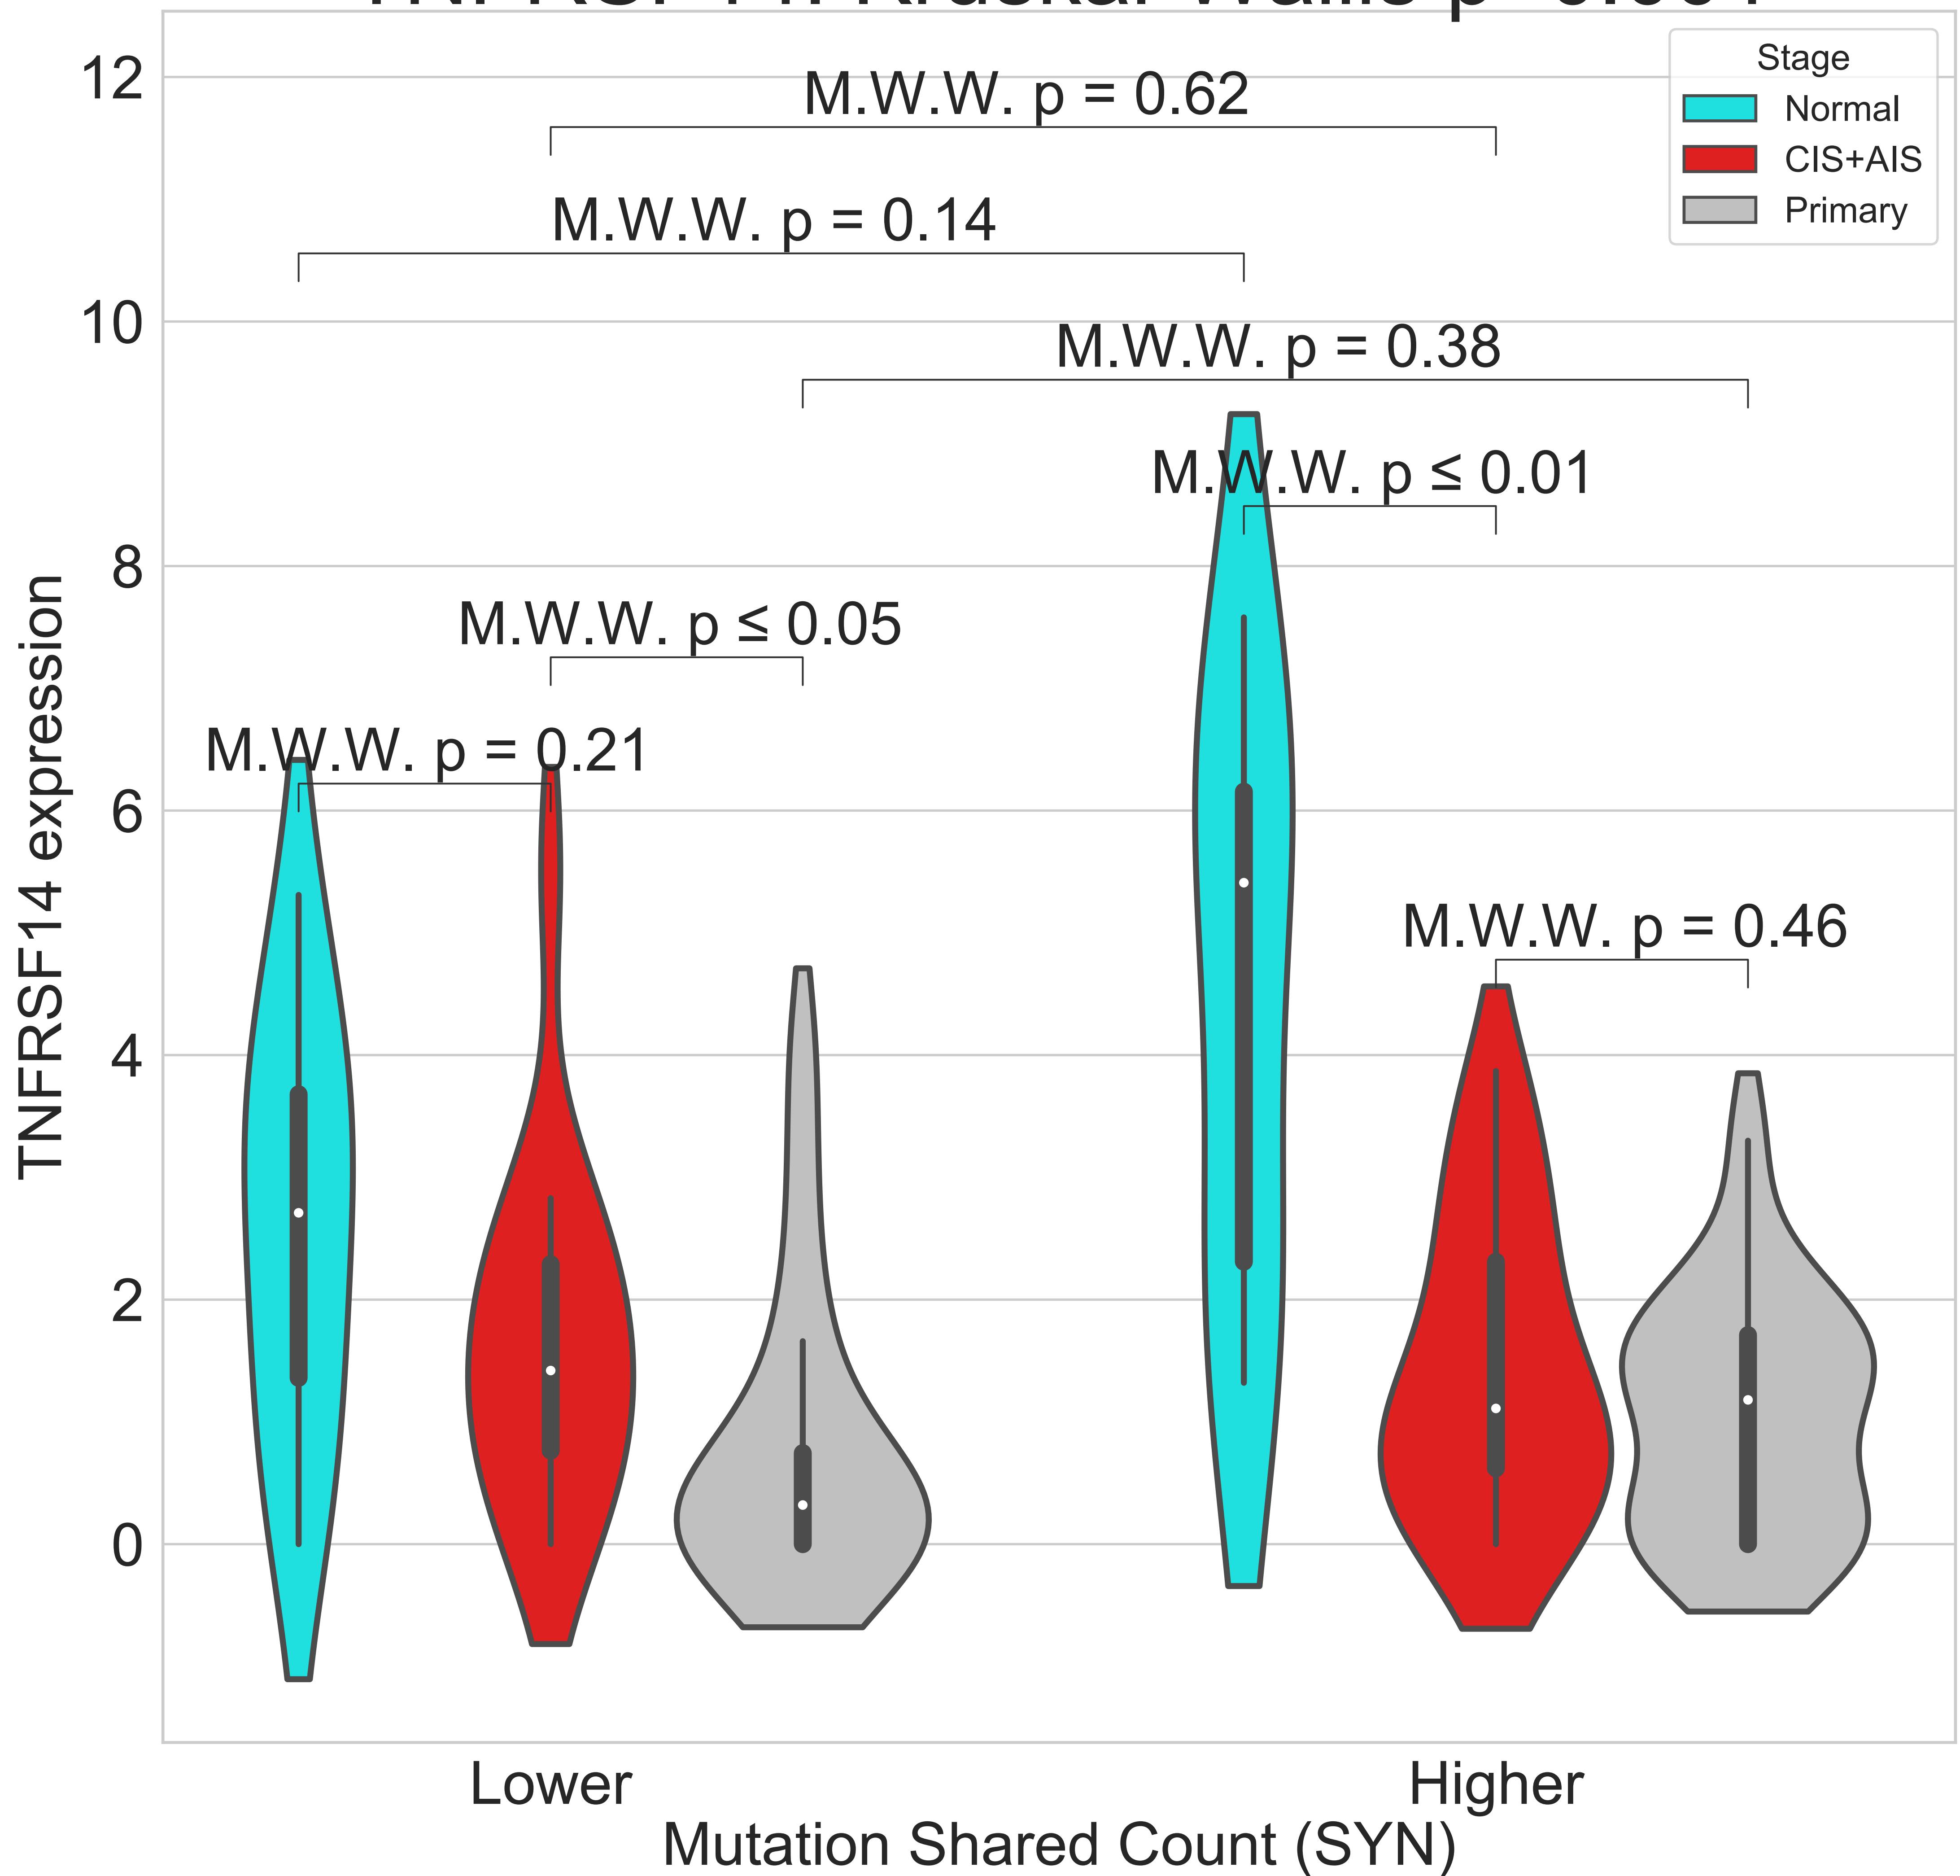 12
10
8
6
4
2
0
TNFRSF14 expression
M.W.W. p = 0.62
M.W.W. p = 0.14
M.W.W. p = 0.38
M.W.W. p ≤ 0.01
M.W.W. p ≤ 0.05
M.W.W. p = 0.21
M.W.W. p = 0.46
Stage
Normal
CIS+AIS
Primary
Lower
Higher
Mutation Shared Count (SYN)